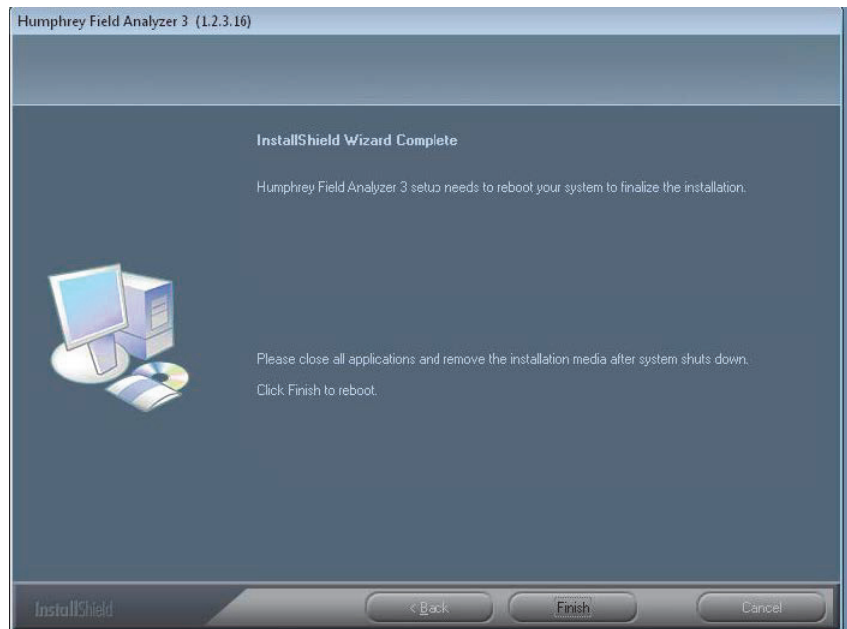 Humphrey Field Analyzer 3 (1.2.3.16)
InstallShield Wizard Complete
Humphrey Field Analyzer 3 setup needs to reboot your system to finalize the installation.
Please close all applications and remove the installation media after system shuts down.
Click Finish to reboot.
InstallShield
< Back
Finish
Cancel